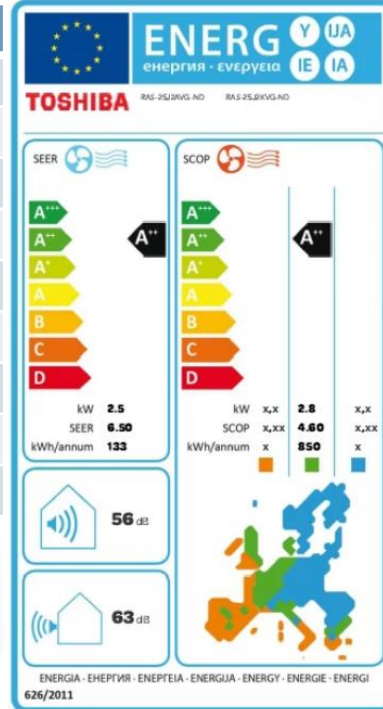 ENERG Y IJA
енергия · ενεργεια IE IA
TOSHIBA
SEER
SCOP
A+++
A++
A+
A
B
C
D
A++
A+++
A++
A+
A
B
C
D
A++
kW 2.5
SEER 6.50
kWh/annum 133
kW x,x 2.8 x,x
SCOP x,xx 4.60 x,xx
kWh/annum x 850 x
56 dB
63 dB
ENERGIA · ЕНЕРГИЯ · ΕΝΕΡΓΕΙΑ · ENERGIJA · ENERGY · ENERGIE · ENERGI
626/2011